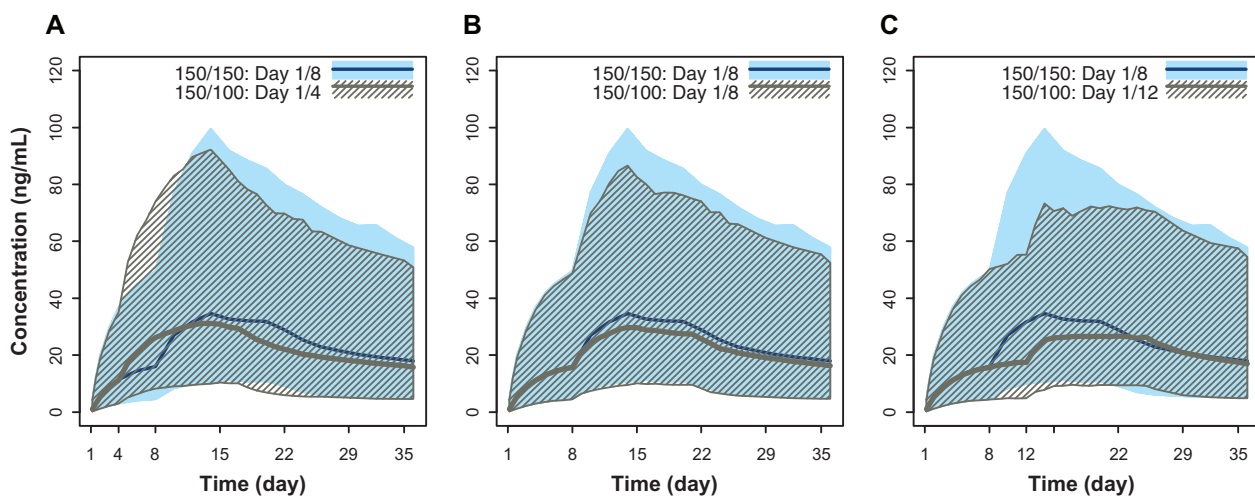 A
B
C
Concentration (ng/mL)
0 20 40 60 80 100 120
150/150: Day 1/8
150/100: Day 1/4
1 4 8 15 22 29 35
Time (day)
0 20 40 60 80 100 120
150/150: Day 1/8
150/100: Day 1/8
1 8 15 22 29 35
Time (day)
0 20 40 60 80 100 120
150/150: Day 1/8
150/100: Day 1/12
1 8 12 22 29 35
Time (day)